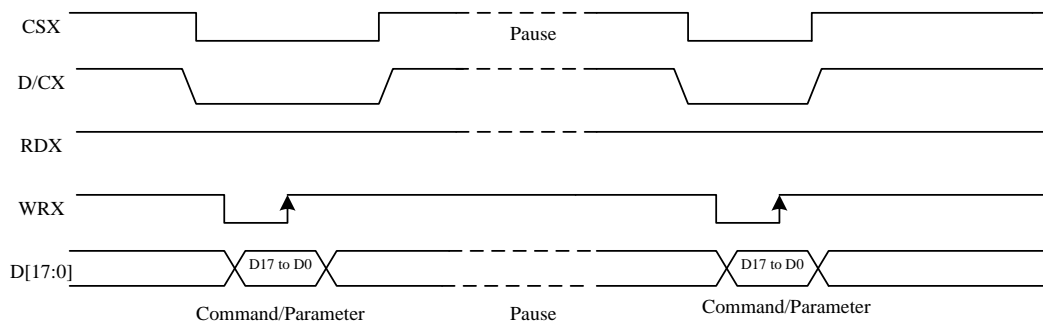 CSX
Pause
D/CX
RDX
WRX
D[17:0]
D17 to D0
D17 to D0
Command/Parameter
Pause
Command/Parameter